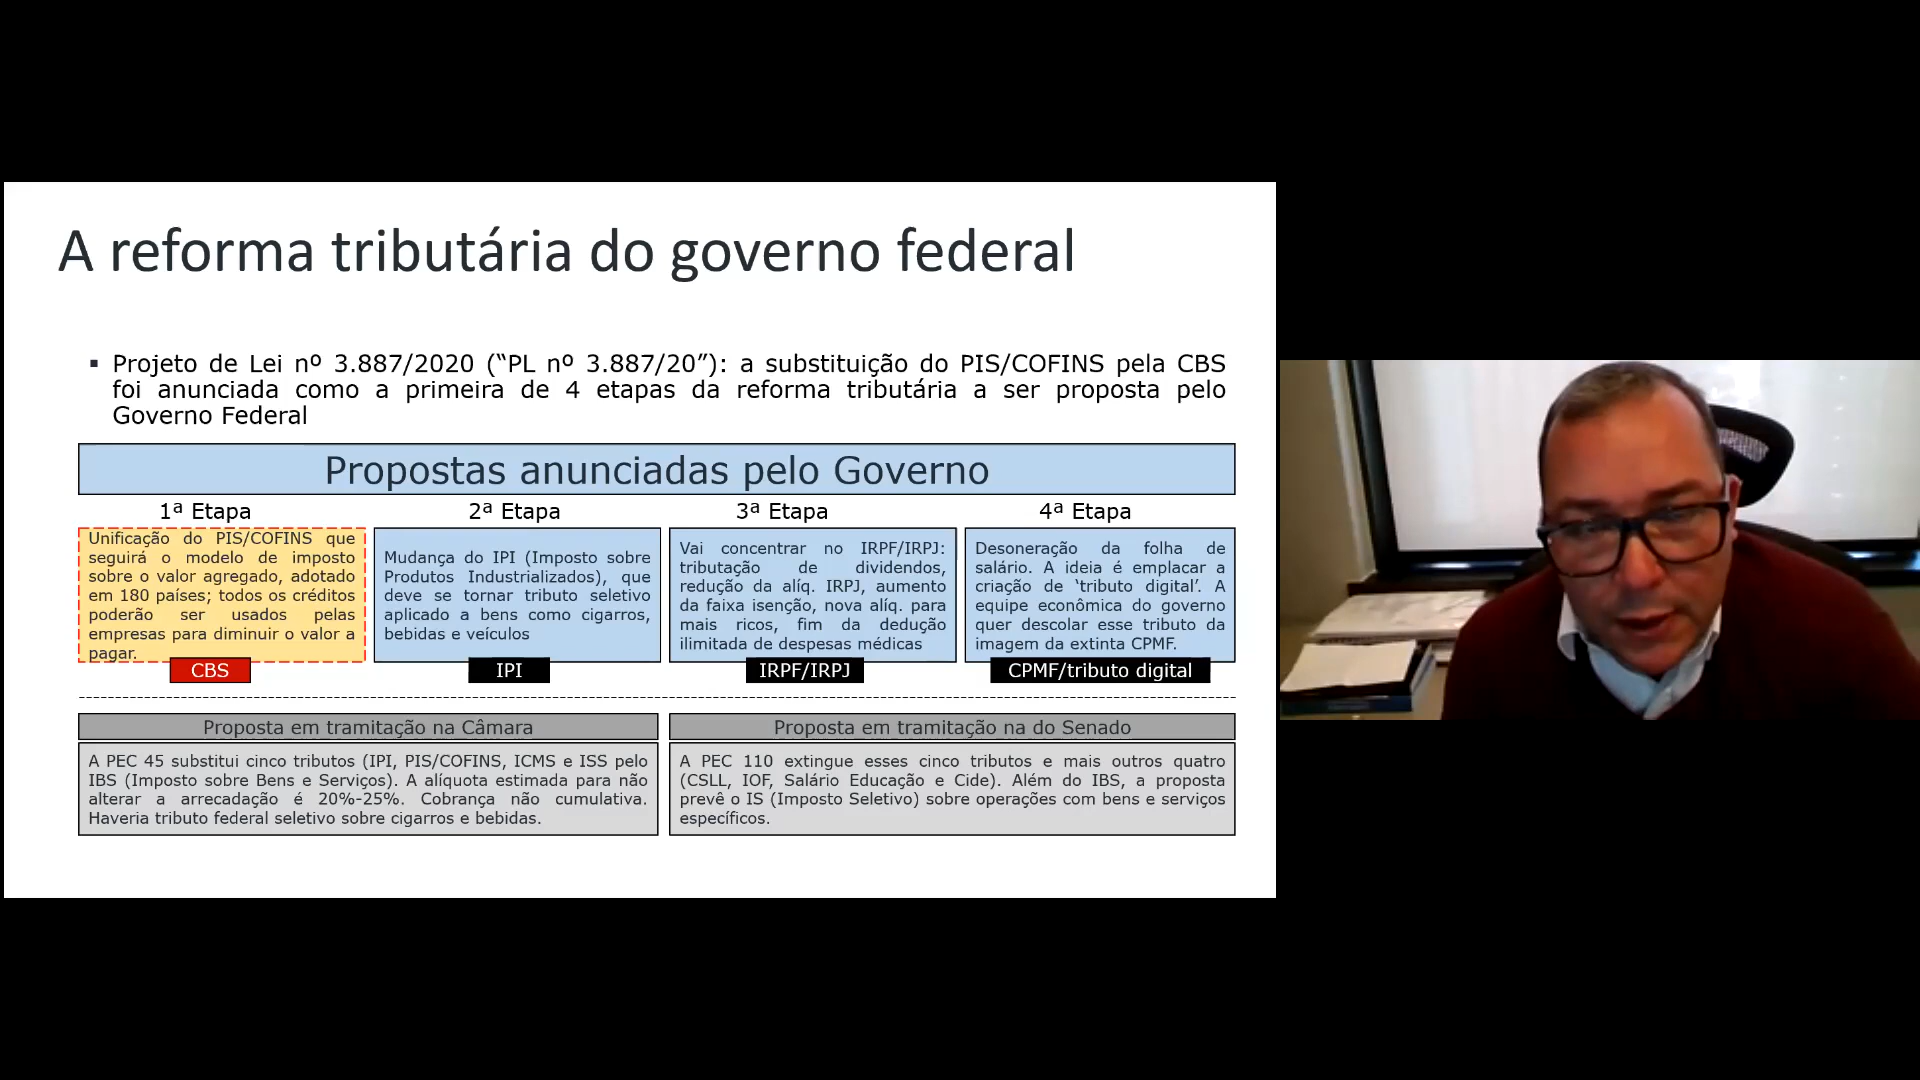 A reforma tributária do governo federal
▪ Projeto de Lei nº 3.887/2020 (“PL nº 3.887/20”): a substituição do PIS/COFINS pela CBS
foi anunciada como a primeira de 4 etapas da reforma tributária a ser proposta pelo
Governo Federal
Propostas anunciadas pelo Governo
1ª Etapa
Unificação do PIS/COFINS que
seguirá o modelo de imposto
sobre o valor agregado, adotado
em 180 países; todos os créditos
poderão ser usados pelas
empresas para diminuir o valor a
pagar.
CBS
2ª Etapa
Mudança do IPI (Imposto sobre
Produtos Industrializados), que
deve se tornar tributo seletivo
aplicado a bens como cigarros,
bebidas e veículos
IPI
3ª Etapa
Vai concentrar no IRPF/IRPJ:
tributação de dividendos,
redução da alíq. IRPJ, aumento
da faixa isenção, nova alíq. para
mais ricos, fim da dedução
ilimitada de despesas médicas
IRPF/IRPJ
4ª Etapa
Desoneração da folha de
salário. A ideia é emplacar a
criação de ‘tributo digital’. A
equipe econômica do governo
quer descolar esse tributo da
imagem da extinta CPMF.
CPMF/tributo digital
Proposta em tramitação na Câmara
A PEC 45 substitui cinco tributos (IPI, PIS/COFINS, ICMS e ISS pelo
IBS (Imposto sobre Bens e Serviços). A alíquota estimada para não
alterar a arrecadação é 20%-25%. Cobrança não cumulativa.
Haveria tributo federal seletivo sobre cigarros e bebidas.
Proposta em tramitação na do Senado
A PEC 110 extingue esses cinco tributos e mais outros quatro
(CSLL, IOF, Salário Educação e Cide). Além do IBS, a proposta
prevê o IS (Imposto Seletivo) sobre operações com bens e serviços
específicos.